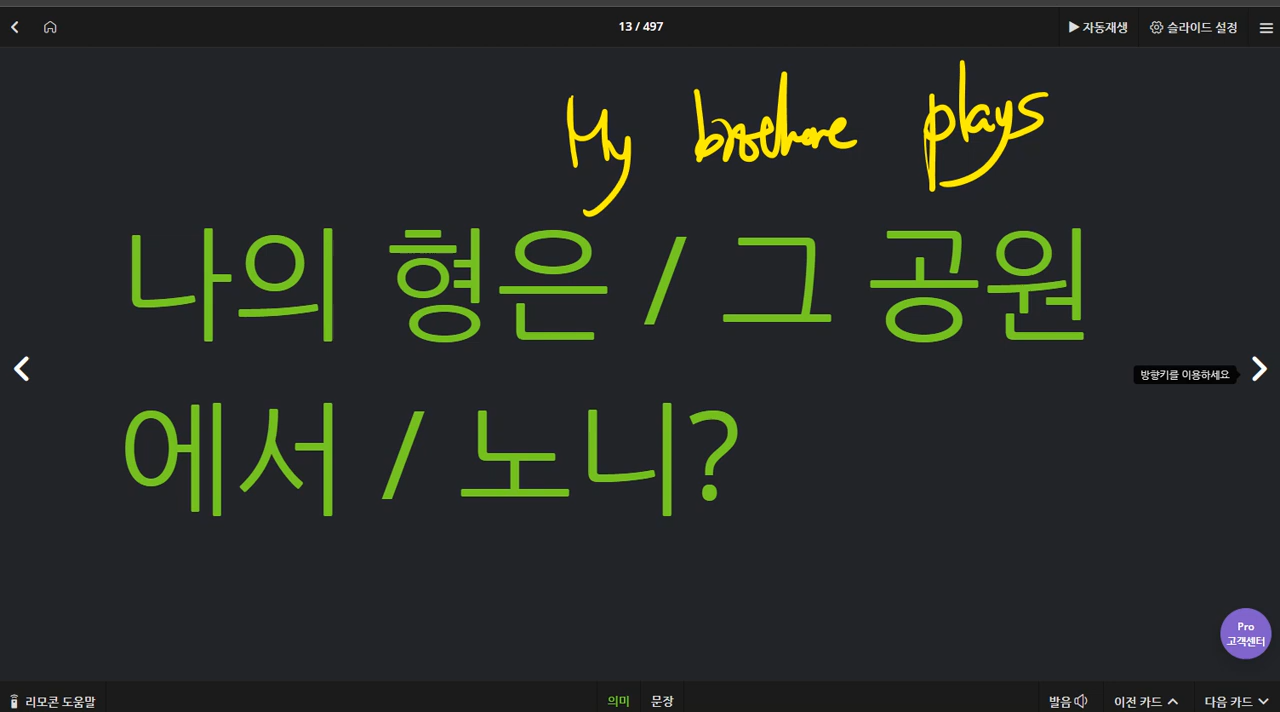 13 / 497
자동재생
슬라이드 설정
My brothere plays
나의 형은 / 그 공원
에서 / 노니?
방향키를 이용하세요
Pro
고객센터
리모콘 도움말
의미
문장
발음
이전 카드
다음 카드